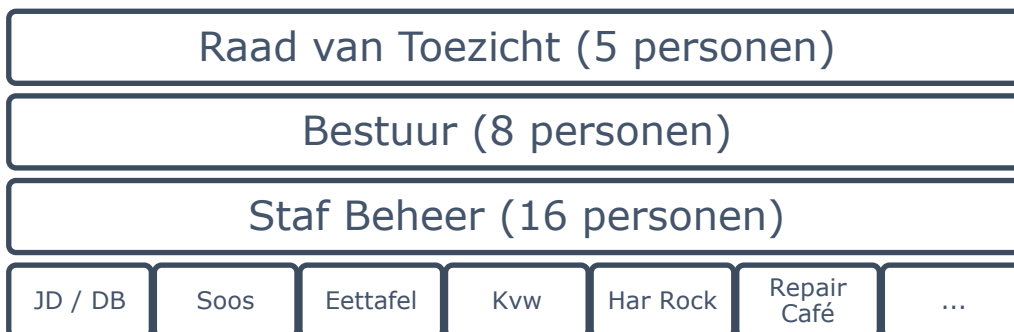 Raad van Toezicht (5 personen)
Bestuur (8 personen)
Staf Beheer (16 personen)
JD / DB
Soos
Eettafel
Kvw
Har Rock
Repair
Café
...